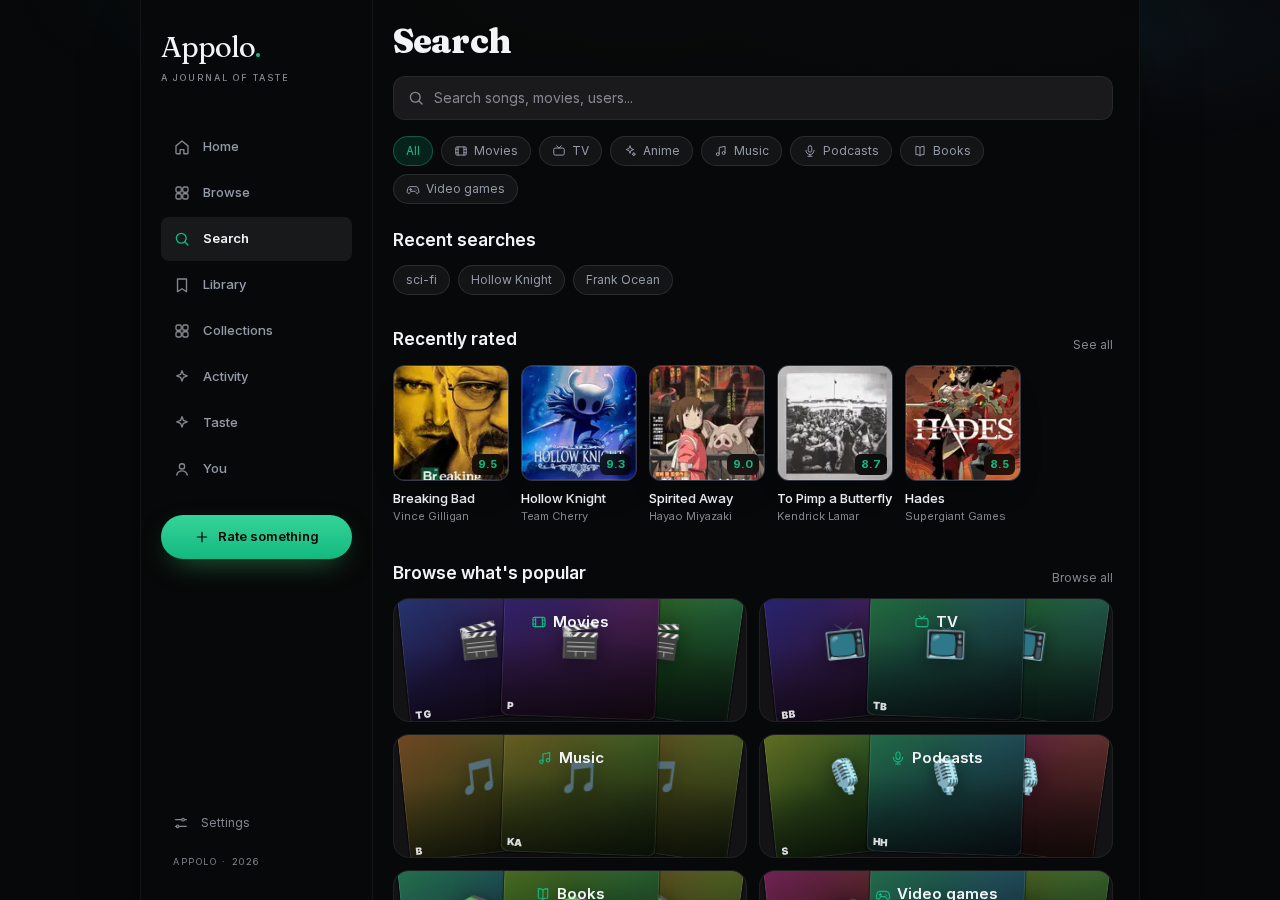 Appolo.
A JOURNAL OF TASTE
Home
Browse
Search
Library
Collections
Activity
Taste
You
Rate something
Settings
APPOLO · 2026
Search
Search songs, movies, users...
All Movies TV Anime Music Podcasts Books
Video games
Recent searches
sci-fi Hollow Knight Frank Ocean
Recently rated See all
Breaking
HOLLOW KNIGHT
HADES
9.5 9.3 9.0 8.7 8.5
Breaking Bad Hollow Knight Spirited Away To Pimp a Butterfly Hades
Vince Gilligan Team Cherry Hayao Miyazaki Kendrick Lamar Supergiant Games
Browse what's popular Browse all
Movies TV
TG P BB TB
Music Podcasts
B KA S HH
Books Video games